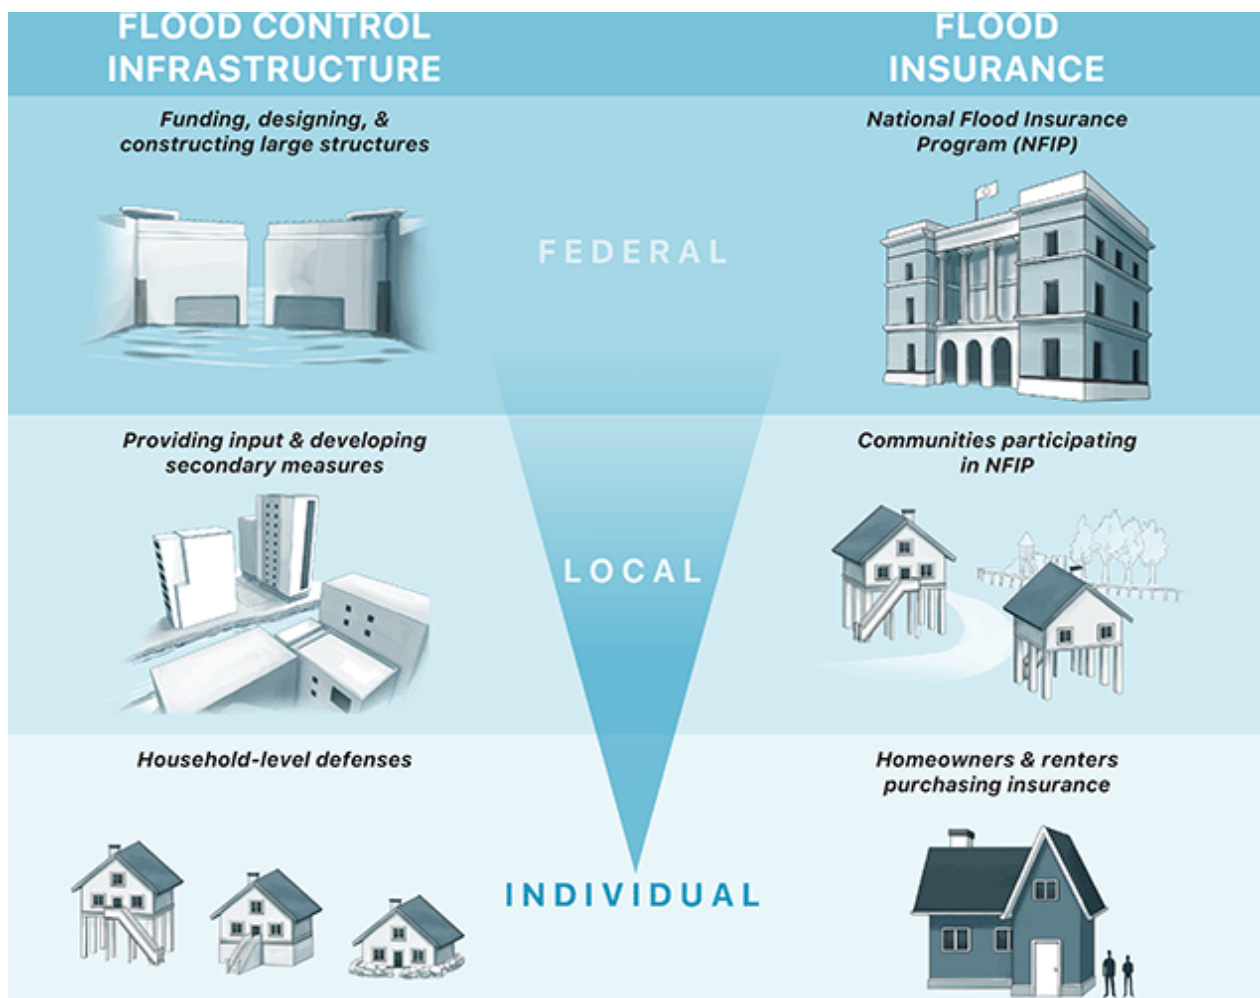 FLOOD CONTROL
INFRASTRUCTURE
FLOOD
INSURANCE
Funding, designing, &
constructing large structures
FEDERAL
National Flood Insurance
Program (NFIP)
Providing input & developing
secondary measures
LOCAL
Communities participating
in NFIP
Household-level defenses
INDIVIDUAL
Homeowners & renters
purchasing insurance